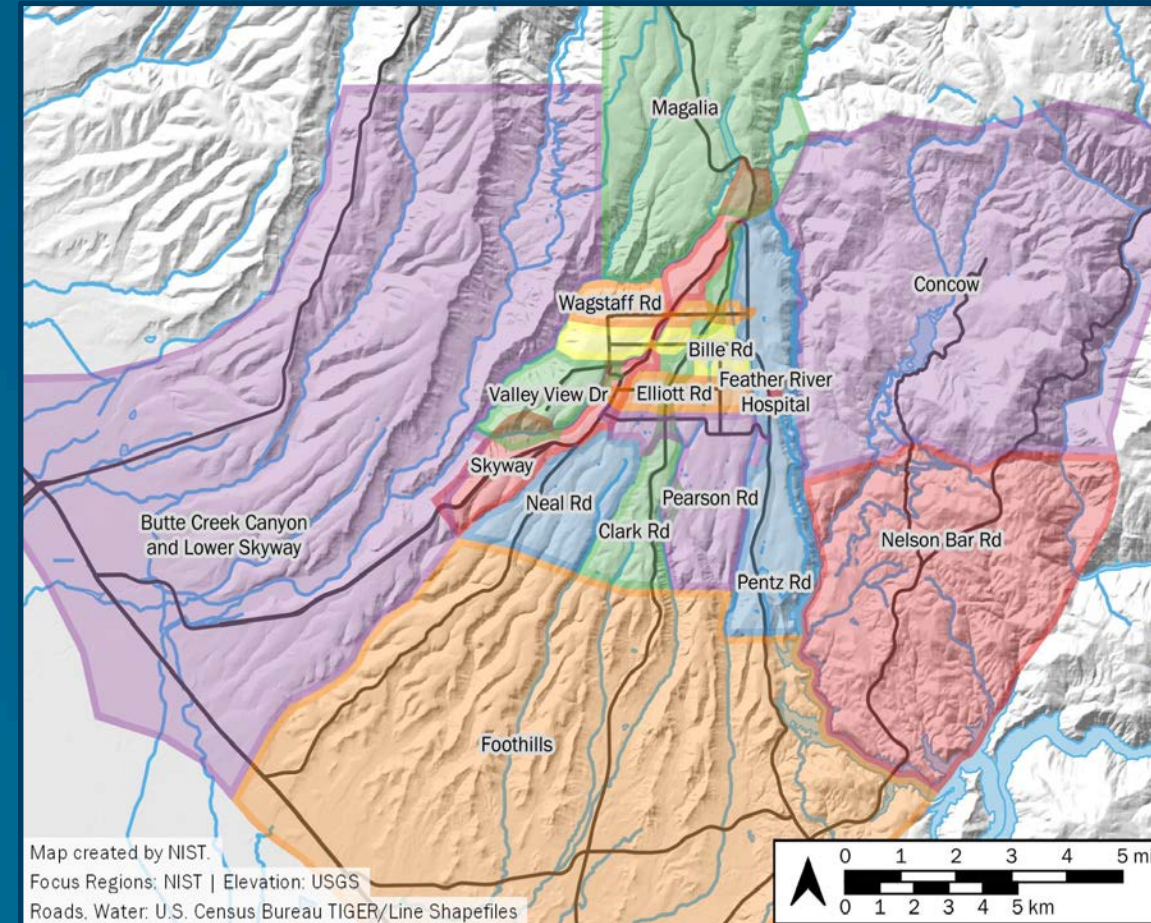 Magalia
Concow
Wagstaff Rd
Bille Rd
Valley View Dr
Elliott Rd
Feather River
Hospital
Skyway
Neal Rd
Pearson Rd
Butte Creek Canyon
and Lower Skyway
Clark Rd
Nelson Bar Rd
Pentz Rd
Foothills
Map created by NIST.
Focus Regions: NIST | Elevation: USGS
Roads, Water: U.S. Census Bureau TIGER/Line Shapefiles
0 1 2 3 4 5 mi
0 1 2 3 4 5 km